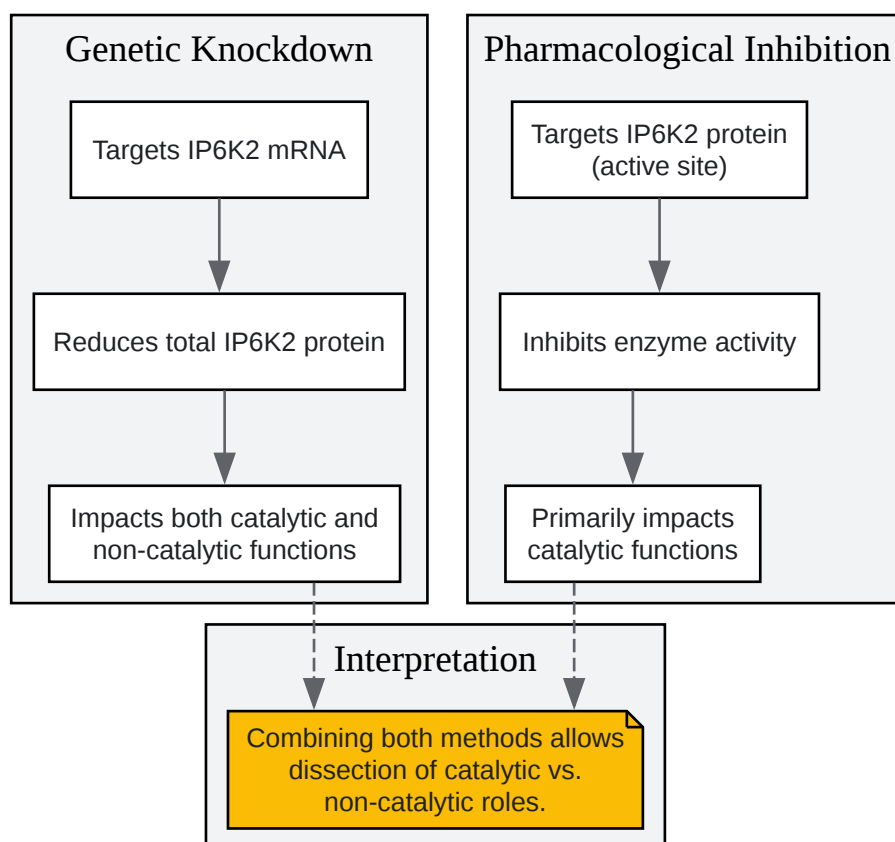 Genetic Knockdown
Targets IP6K2 mRNA
Reduces total IP6K2 protein
Impacts both catalytic and
non-catalytic functions
Pharmacological Inhibition
Targets IP6K2 protein
(active site)
Inhibits enzyme activity
Primarily impacts
catalytic functions
Interpretation
Combining both methods allows
dissection of catalytic vs.
non-catalytic roles.